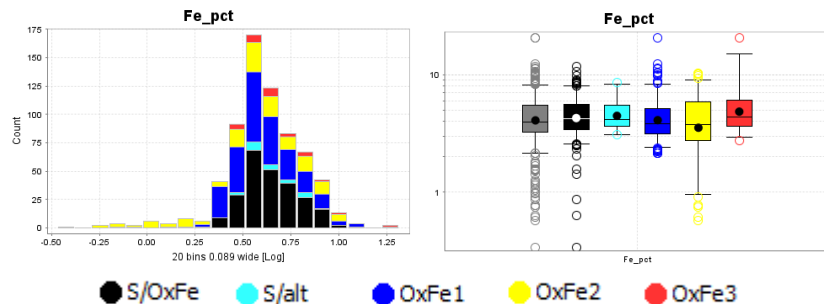 Fe_pct
175
150
125
100
75
50
25
0
Count
-0.50 -0.25 0.00 0.25 0.50 0.75 1.00 1.25
20 bins 0.089 wide [Log]
Fe_pct
10
1
Fe_pct
S/OxFe S/alt OxFe1 OxFe2 OxFe3